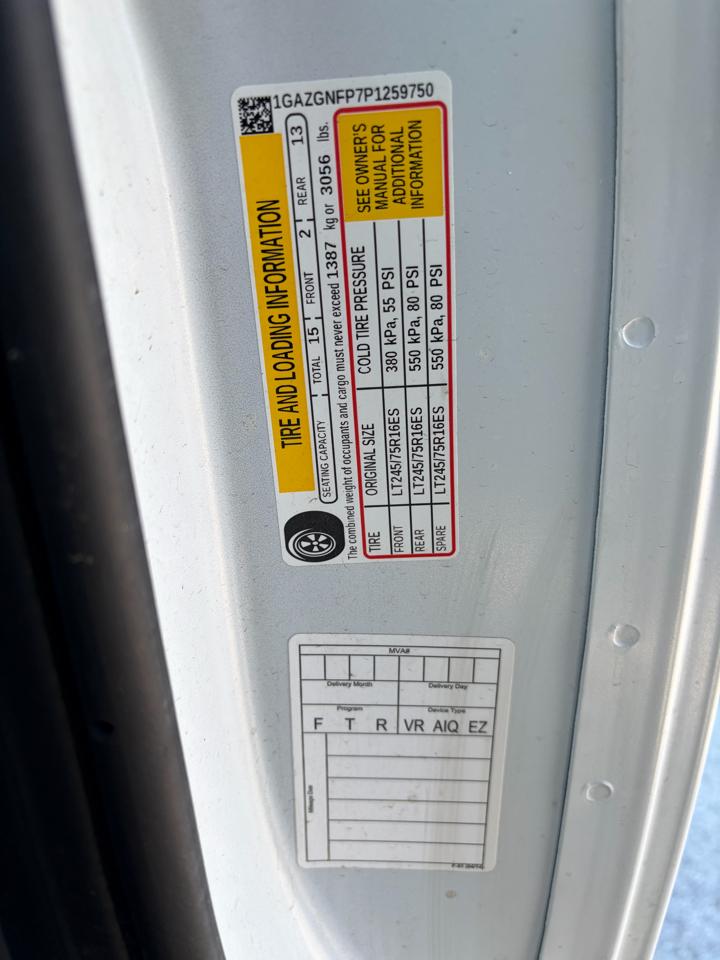 1GAZGNFP7P1259750
TIRE AND LOADING INFORMATION
SEATING CAPACITY TOTAL 15 FRONT 2 REAR 13
The combined weight of occupants and cargo must never exceed 1387 kg or 3056 lbs.
TIRE ORIGINAL SIZE COLD TIRE PRESSURE
FRONT LT245/75R16ES 380 kPa, 55 PSI
REAR LT245/75R16ES 550 kPa, 80 PSI
SPARE LT245/75R16ES 550 kPa, 80 PSI
SEE OWNER'S
MANUAL FOR
ADDITIONAL
INFORMATION
MVA#
Delivery Month Delivery Day
Program Device Type
F T R VR AIQ EZ
Mileage Due